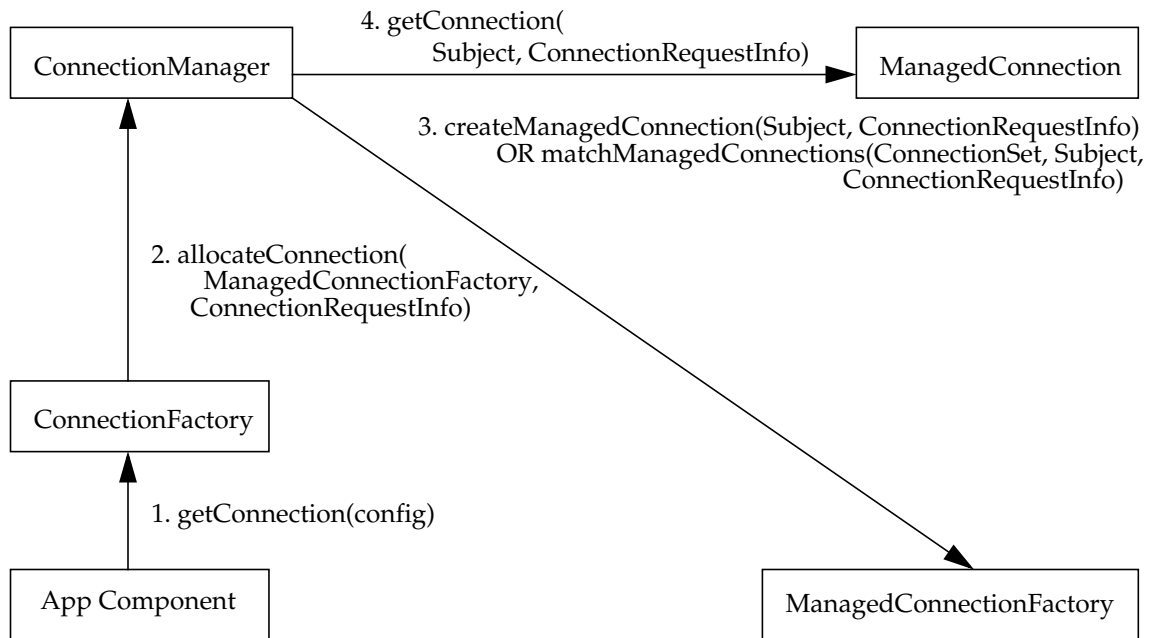 4. getConnection(
Subject, ConnectionRequestInfo)
ConnectionManager
ManagedConnection
3. createManagedConnection(Subject, ConnectionRequestInfo)
OR matchManagedConnections(ConnectionSet, Subject,
ConnectionRequestInfo)
2. allocateConnection(
ManagedConnectionFactory,
ConnectionRequestInfo)
ConnectionFactory
1. getConnection(config)
App Component
ManagedConnectionFactory